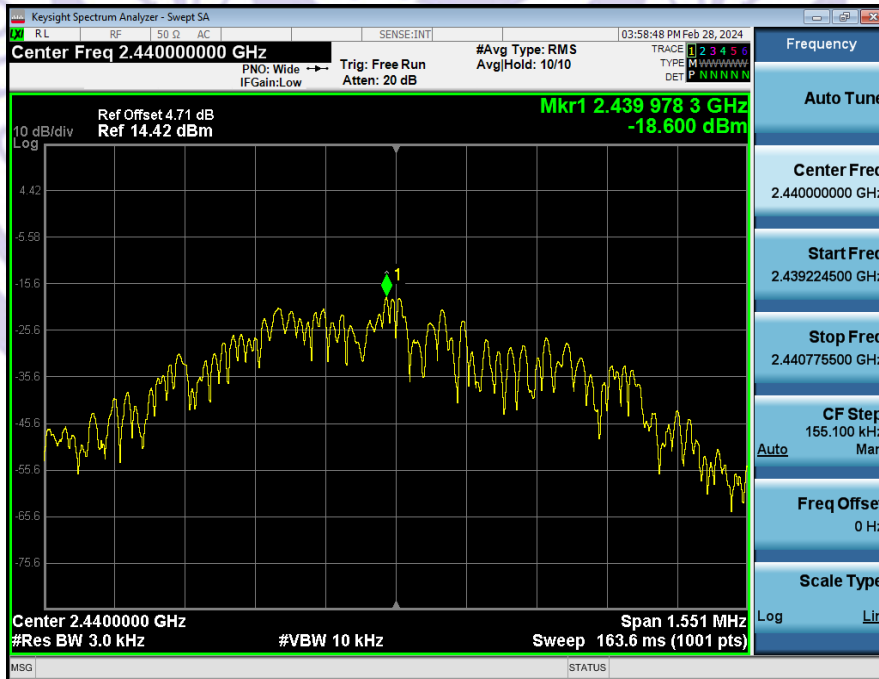 Keysight Spectrum Analyzer - Swept SA
LXI RL RF 50 Ω AC SENSE:INT 03:58:48 PM Feb 28, 2024
Center Freq 2.440000000 GHz
PNO: Wide
IFGain:Low
Trig: Free Run
Atten: 20 dB
#Avg Type: RMS
Avg|Hold: 10/10
TRACE 1 2 3 4 5 6
TYPE M WWWWW
DET P N N N N N
Mkr1 2.439 978 3 GHz
-18.600 dBm
Ref Offset 4.71 dB
10 dB/div Ref 14.42 dBm
Log
4.42
-5.58
-15.6
-25.6
-35.6
-45.6
-55.6
-65.6
-75.6
1
Center 2.4400000 GHz Span 1.551 MHz
#Res BW 3.0 kHz #VBW 10 kHz Sweep 163.6 ms (1001 pts)
MSG STATUS
Frequency
Auto Tune
Center Freq
2.440000000 GHz
Start Freq
2.439224500 GHz
Stop Freq
2.440775500 GHz
CF Step
155.100 kHz
Auto Man
Freq Offset
0 Hz
Scale Type
Log Lin